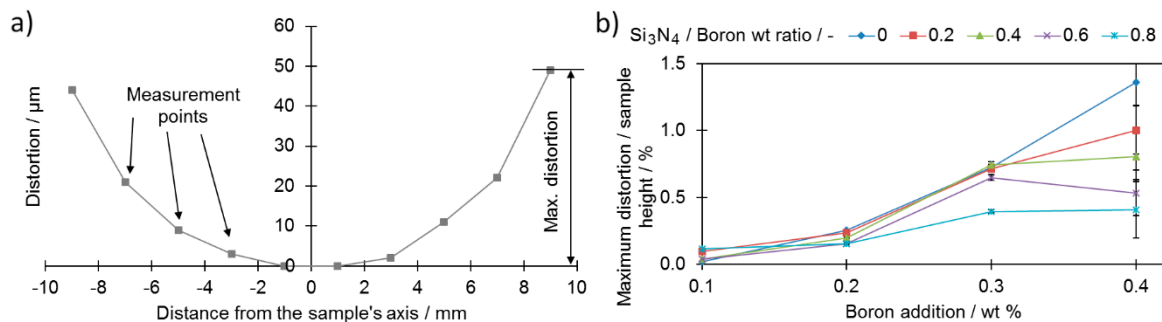 a)
60
50
40
30
20
10
0
Distortion / µm
Measurement
points
Max. distortion
-10 -8 -6 -4 -2 0 2 4 6 8 10
Distance from the sample's axis / mm
b)
Si3N4 / Boron wt ratio / - 0 0.2 0.4 0.6 0.8
Maximum distortion / sample
height / %
1.5
1.0
0.5
0.0
0.1 0.2 0.3 0.4
Boron addition / wt %